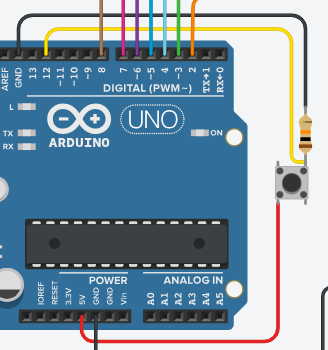 AREF
GND
13
12
~11
~10
~9
8
7
~6
~5
4
~3
2
TX→1
RX←0
DIGITAL (PWM~)
L
TX
RX
ARDUINO
UNO
ON
POWER
ANALOG IN
IOREF
RESET
3.3V
5V
GND
GND
Vin
A0
A1
A2
A3
A4
A5